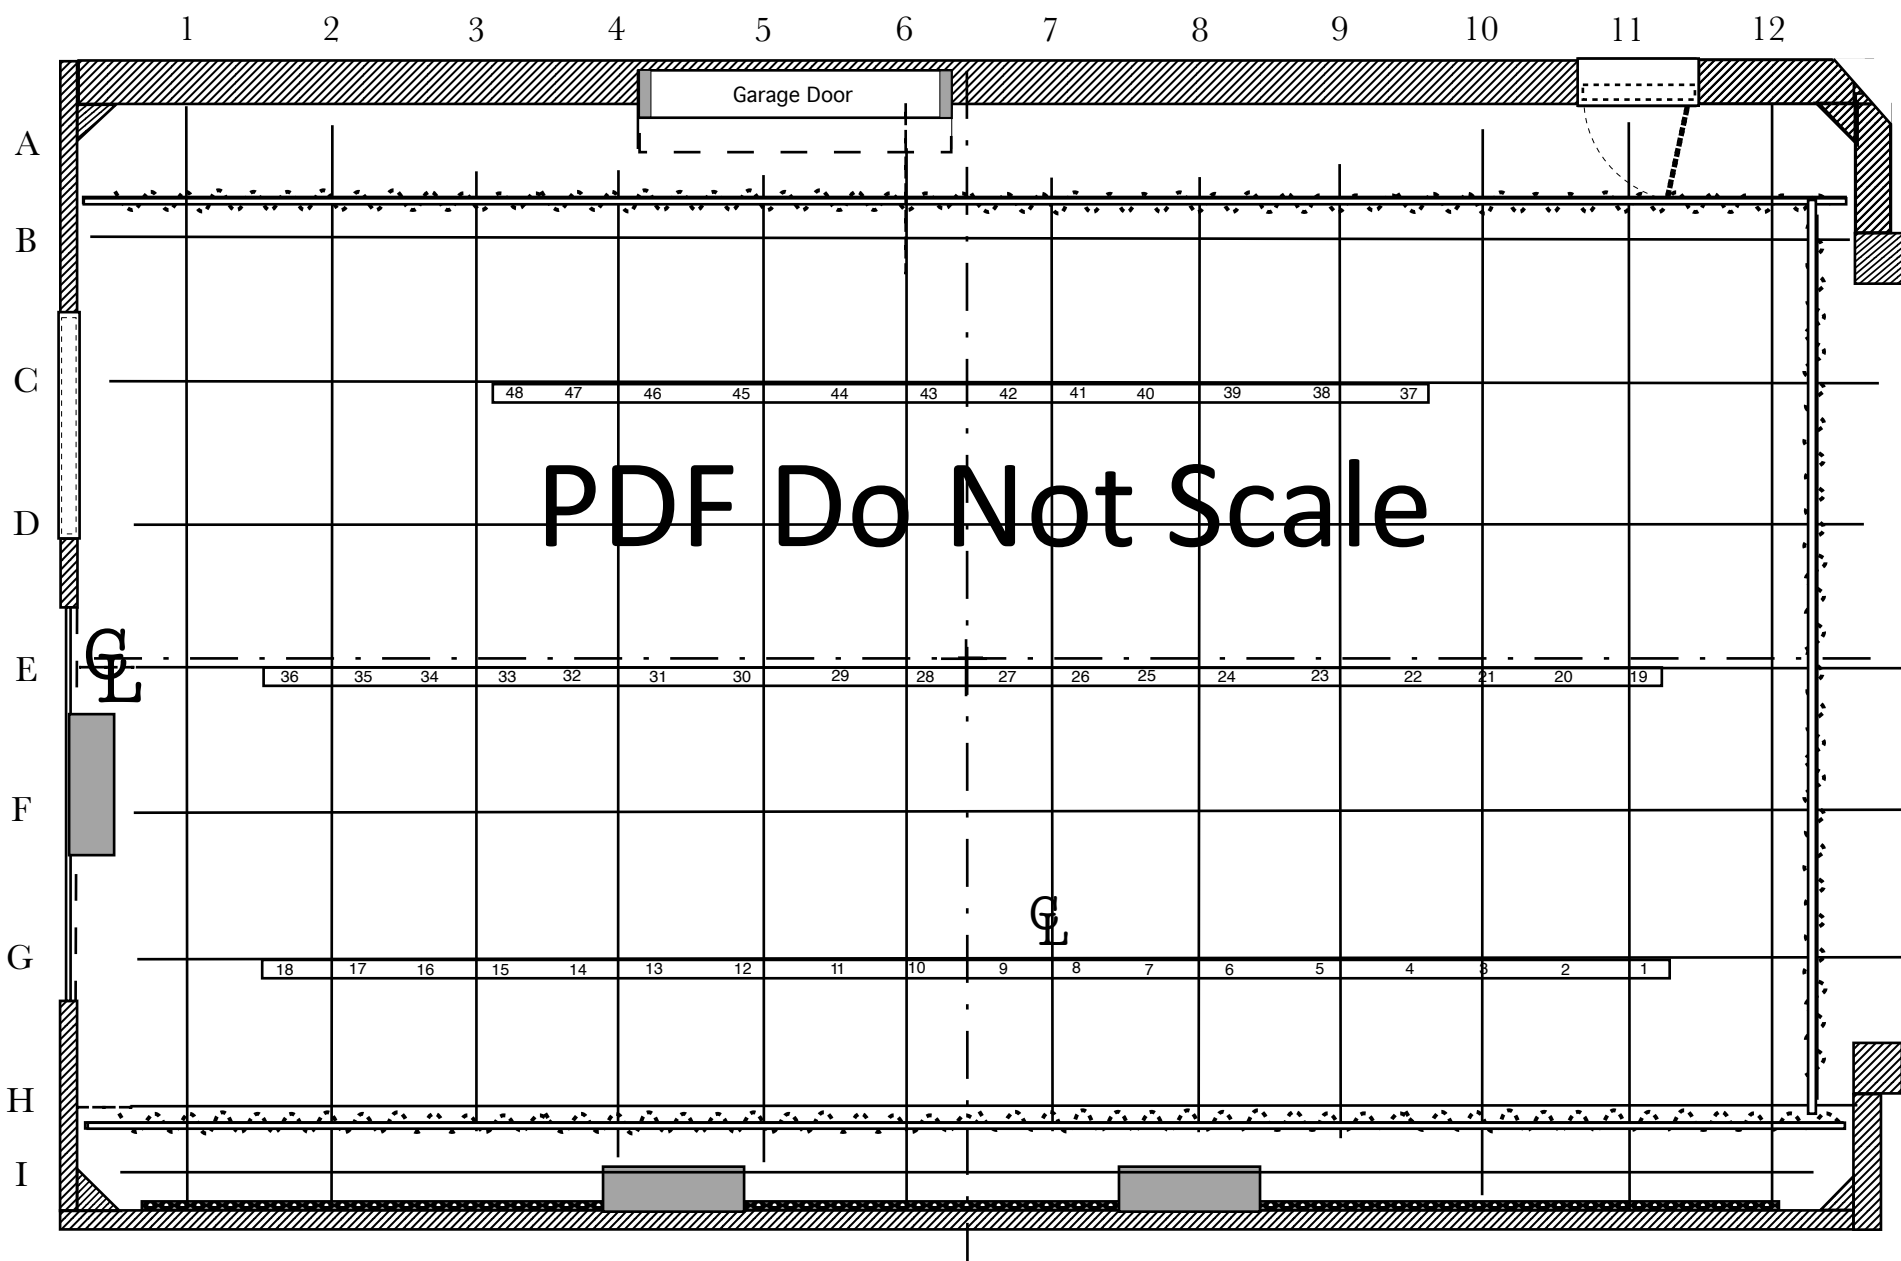 1 2 3 4 5 6 7 8 9 10 11 12
Garage Door
A
B
C
48 47 46 45 44 43 42 41 40 39 38 37
PDF Do Not Scale
D
CL
E
36 35 34 33 32 31 30 29 28 27 26 25 24 23 22 21 20 19
F
CL
G
18 17 16 15 14 13 12 11 10 9 8 7 6 5 4 3 2 1
H
I